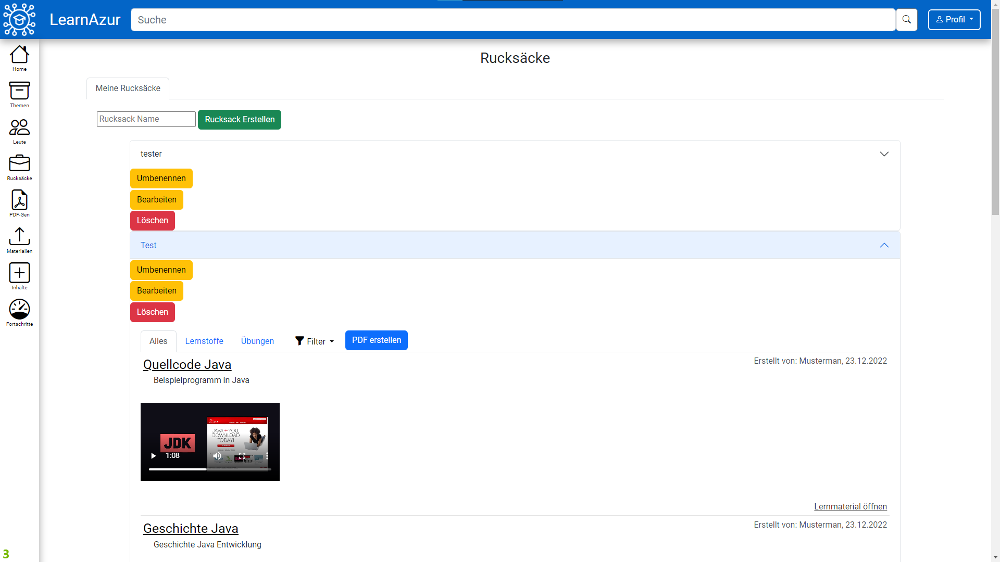 LearnAzur
Suche
Profil
Home
Themen
Leute
Rucksäcke
PDF-Gen
Materialien
Inhalte
Fortschritte
Rucksäcke
Meine Rucksäcke
Rucksack Name
Rucksack Erstellen
tester
Umbenennen
Bearbeiten
Löschen
Test
Umbenennen
Bearbeiten
Löschen
Alles Lernstoffe Übungen Filter PDF erstellen
Quellcode Java
Erstellt von: Musterman, 23.12.2022
Beispielprogramm in Java
JAVA + YOU,
DOWNLOAD
TODAY!
JDK
1:08
Lernmaterial öffnen
Geschichte Java
Erstellt von: Musterman, 23.12.2022
Geschichte Java Entwicklung
3